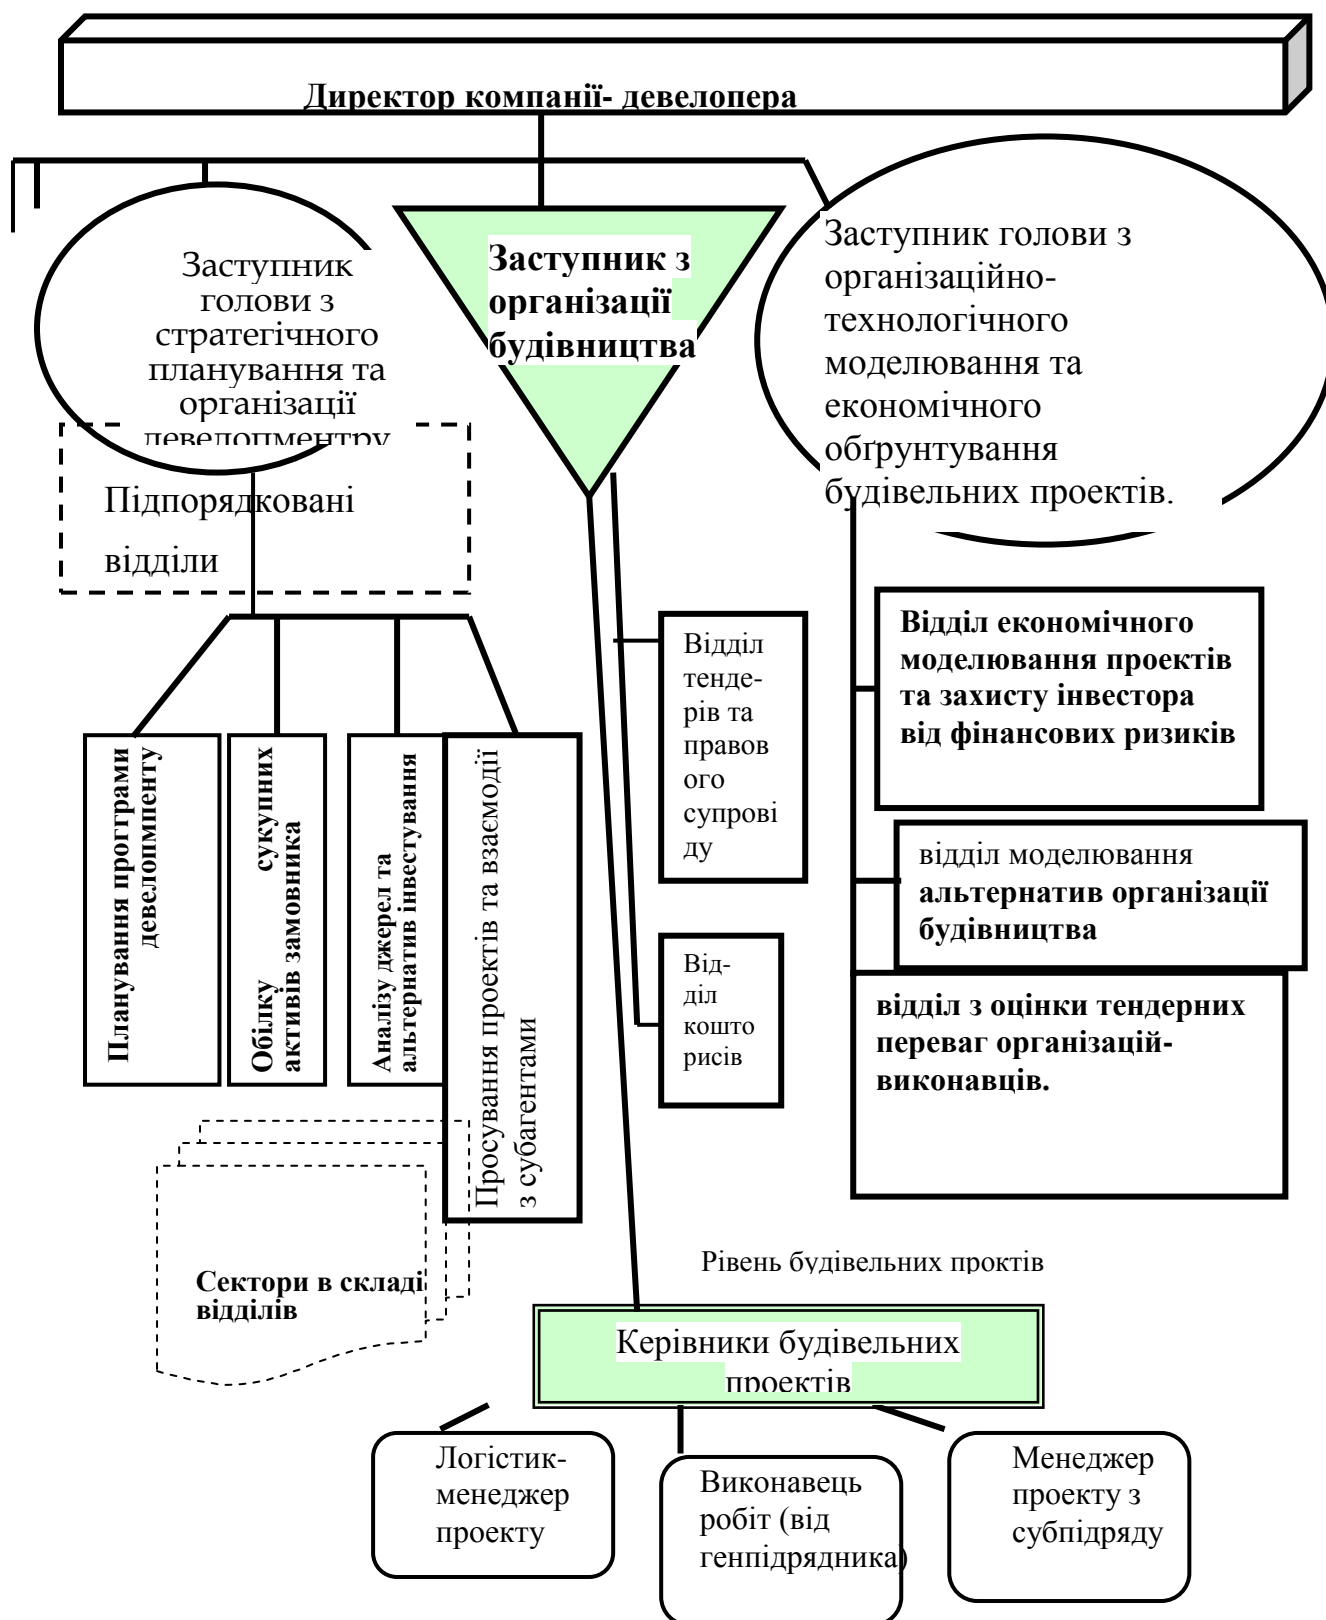 Директор компанії- девелопера
Заступник
голови з
стратегічного
планування та
організації
девелопментру
Заступник з
організації
будівництва
Заступник голови з
організаційно-
технологічного
моделювання та
економічного
обґрунтування
будівельних проектів.
Підпорядковані
відділи
Планування прогграми
девелопмпенту
Обілку сукупних
активів замовника
Аналізу джерел та
альтернатив інвестування
Просування проектів та взаємодії
з субагентами
Відділ
тенде-
рів та
правов
ого
супрові
ду
Від-
діл
кошто
рисів
Відділ економічного
моделювання проектів
та захисту інвестора
від фінансових ризиків
відділ моделювання
альтернатив організації
будівництва
відділ з оцінки тендерних
переваг організацій-
виконавців.
Сектори в складі
відділів
Рівень будівельних проктів
Керівники будівельних
проектів
Логістик-
менеджер
проекту
Виконавець
робіт (від
генпідрядника)
Менеджер
проекту з
субпідряду